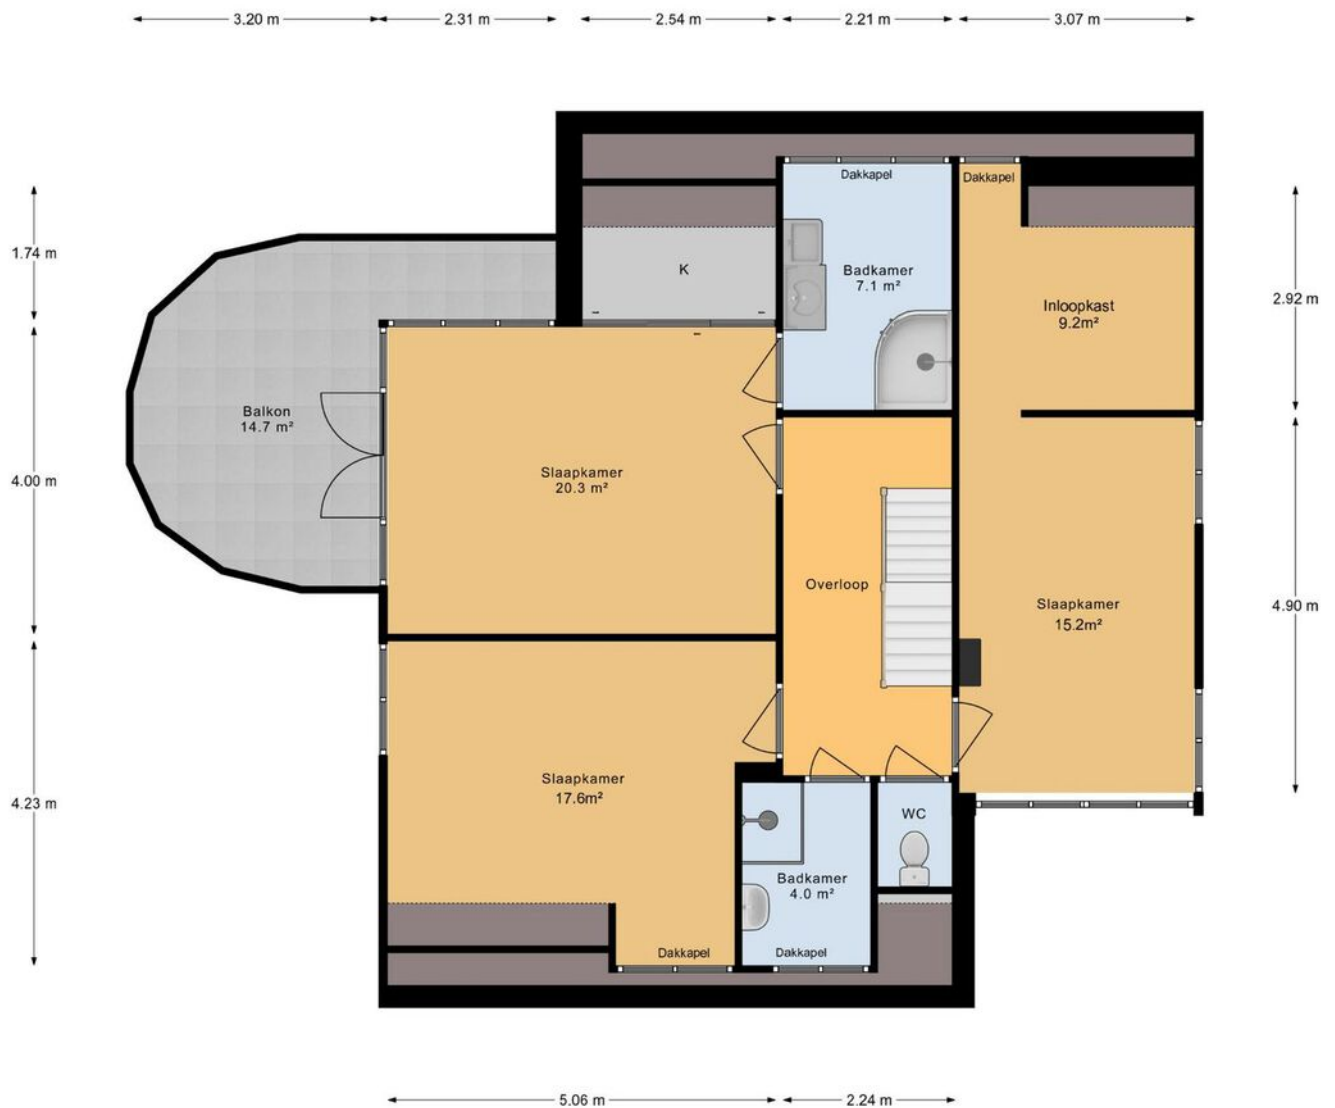 3.20 m
2.31 m
2.54 m
2.21 m
3.07 m
Dakkapel
Dakkapel
1.74 m
K
Badkamer
7.1 m²
Inloopkast
9.2m²
2.92 m
Balkon
14.7 m²
4.00 m
Slaapkamer
20.3 m²
Overloop
Slaapkamer
15.2m²
4.90 m
4.23 m
Slaapkamer
17.6m²
WC
Badkamer
4.0 m²
Dakkapel
Dakkapel
5.06 m
2.24 m